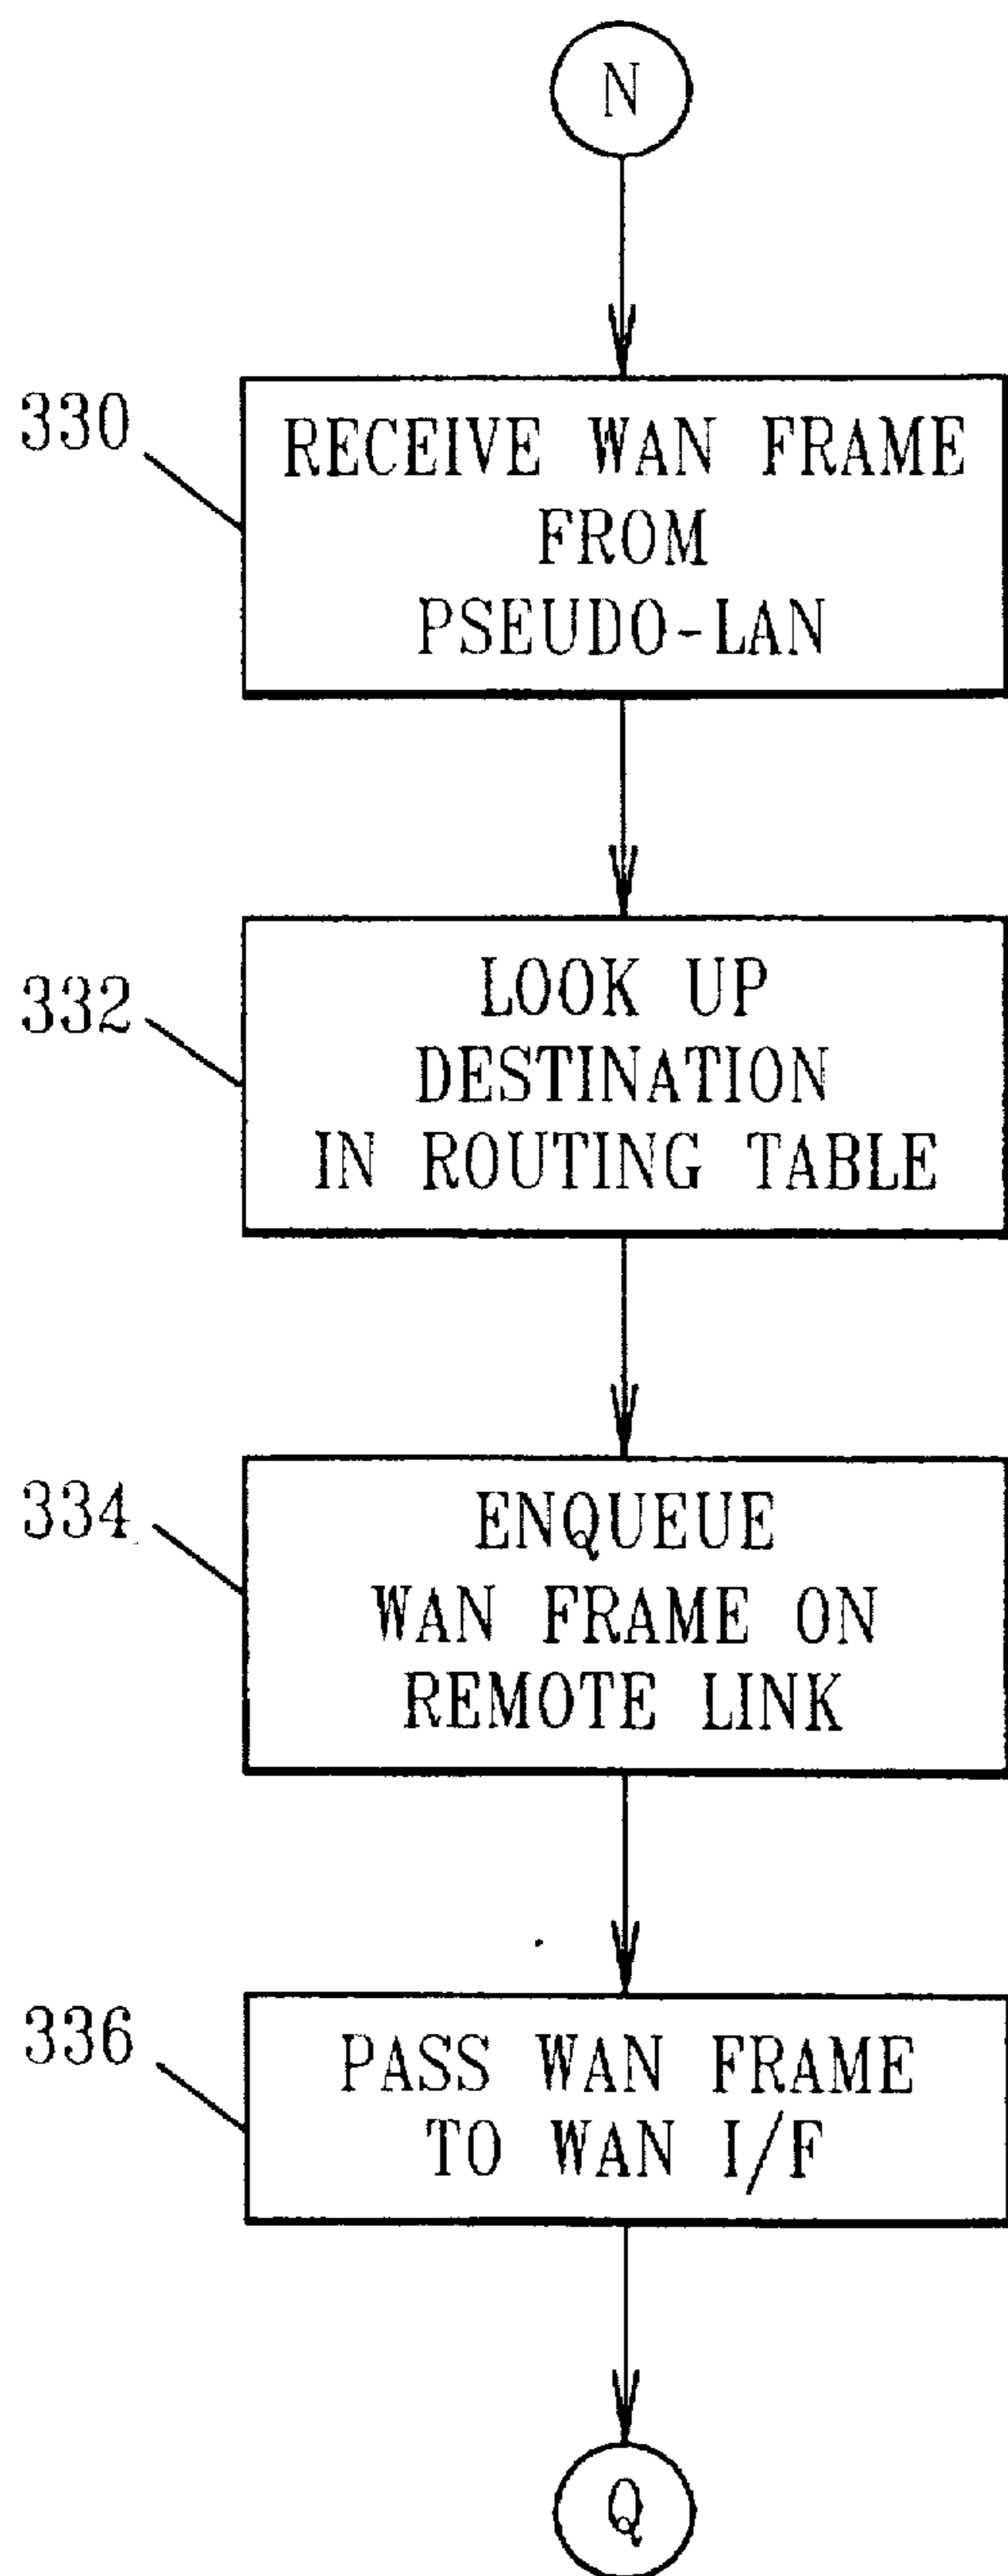 N
330
RECEIVE WAN FRAME
FROM
PSEUDO-LAN
332
LOOK UP
DESTINATION
IN ROUTING TABLE
334
ENQUEUE
WAN FRAME ON
REMOTE LINK
336
PASS WAN FRAME
TO WAN I/F
Q